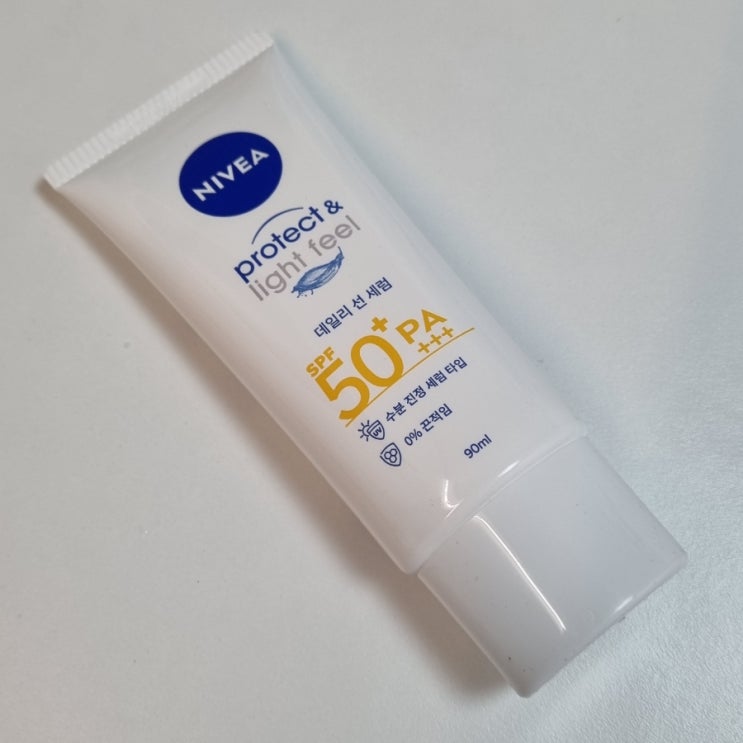 NIVEA
protect &
light feel
데일리 선 세럼
SPF 50+ PA +++
수분 진정 세럼 타입
UV
0% 끈적임
90ml